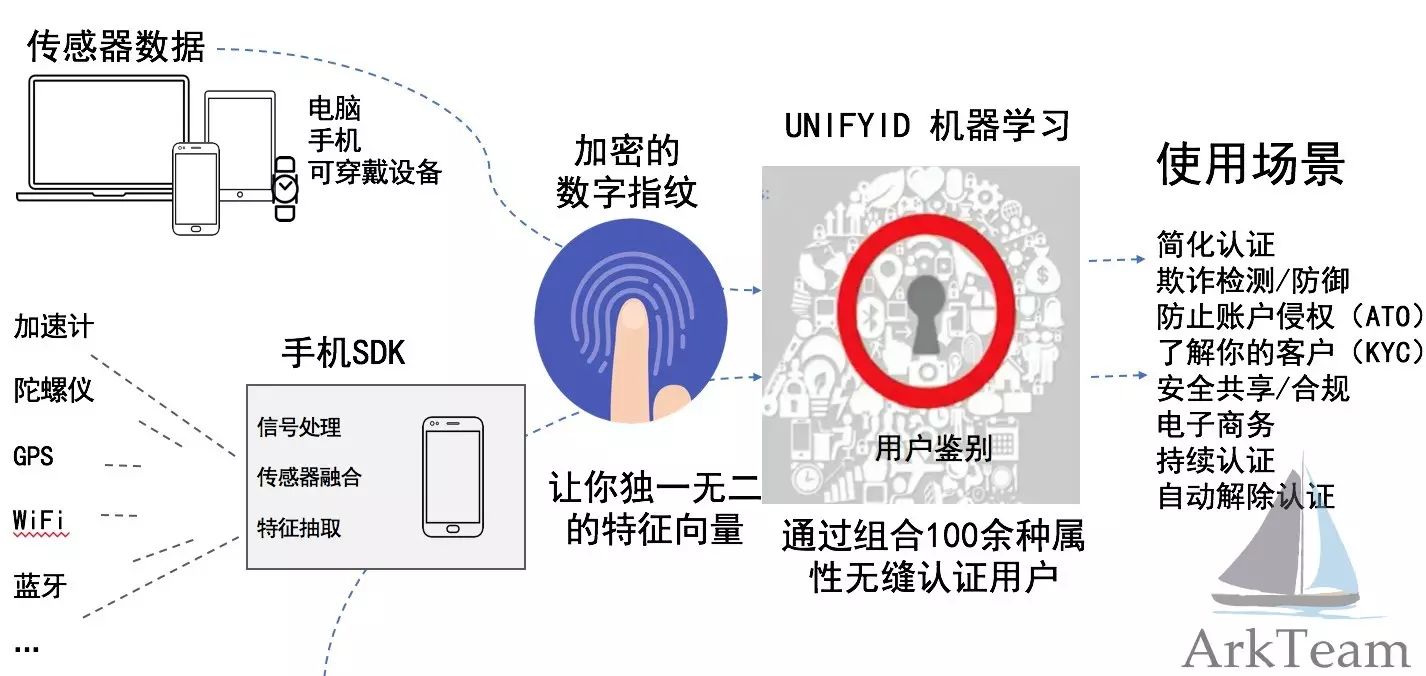 传感器数据
电脑
手机
可穿戴设备
加速计
陀螺仪
GPS
WiFi
蓝牙
...
手机SDK
信号处理
传感器融合
特征抽取
加密的
数字指纹
让你独一无二
的特征向量
UNIFYID 机器学习
用户鉴别
通过组合100余种属
性无缝认证用户
使用场景
简化认证
欺诈检测/防御
防止账户侵权（ATO）
了解你的客户（KYC）
安全共享/合规
电子商务
持续认证
自动解除认证
ArkTeam